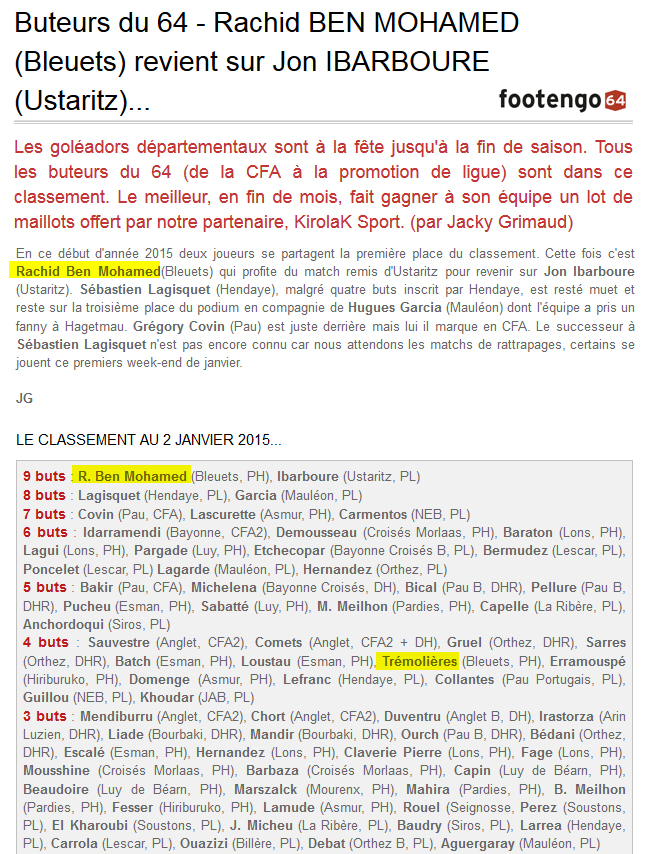 Buteurs du 64 - Rachid BEN MOHAMED
(Bleuets) revient sur Jon IBARBOURE
(Ustaritz)...
footengo 64
Les goléadors départementaux sont à la fête jusqu'à la fin de saison. Tous
les buteurs du 64 (de la CFA à la promotion de ligue) sont dans ce
classement. Le meilleur, en fin de mois, fait gagner à son équipe un lot de
maillots offert par notre partenaire, KirolaK Sport. (par Jacky Grimaud)
En ce début d'année 2015 deux joueurs se partagent la première place du classement. Cette fois c'est
Rachid Ben Mohamed(Bleuets) qui profite du match remis d'Ustaritz pour revenir sur Jon Ibarboure
(Ustaritz). Sébastien Lagisquet (Hendaye), malgré quatre buts inscrit par Hendaye, est resté muet et
reste sur la troisième place du podium en compagnie de Hugues Garcia (Mauléon) dont l'équipe a pris un
fanny à Hagetmau. Grégory Covin (Pau) est juste derrière mais lui il marque en CFA. Le successeur à
Sébastien Lagisquet n'est pas encore connu car nous attendons les matchs de rattrapages, certains se
jouent ce premiers week-end de janvier.
JG
LE CLASSEMENT AU 2 JANVIER 2015...
9 buts : R. Ben Mohamed (Bleuets, PH), Ibarboure (Ustaritz, PL)
8 buts : Lagisquet (Hendaye, PL), Garcia (Mauléon, PL)
7 buts : Covin (Pau, CFA), Lascurette (Asmur, PH), Carmentos (NEB, PL)
6 buts : Idarramendi (Bayonne, CFA2), Demousseau (Croisés Morlaas, PH), Baraton (Lons, PH),
Lagui (Lons, PH), Pargade (Luy, PH), Etchecopar (Bayonne Croisés B, PL), Bermudez (Lescar, PL),
Poncelet (Lescar, PL) Lagarde (Mauléon, PL), Hernandez (Orthez, PL)
5 buts : Bakir (Pau, CFA), Michelena (Bayonne Croisés, DH), Bical (Pau B, DHR), Pellure (Pau B,
DHR), Pucheu (Esman, PH), Sabatté (Luy, PH), M. Meilhon (Pardies, PH), Capelle (La Ribère, PL),
Anchordoqui (Siros, PL)
4 buts : Sauvestre (Anglet, CFA2), Comets (Anglet, CFA2 + DH), Gruel (Orthez, DHR), Sarres
(Orthez, DHR), Batch (Esman, PH), Loustau (Esman, PH), Trémolières (Bleuets, PH), Erramouspé
(Hiriburuko, PH), Domenge (Asmur, PH), Lefranc (Hendaye, PL), Collantes (Pau Portugais, PL),
Guillou (NEB, PL), Khoudar (JAB, PL)
3 buts : Mendiburru (Anglet, CFA2), Chort (Anglet, CFA2), Duventru (Anglet B, DH), Irastorza (Arin
Luzien, DHR), Liade (Bourbaki, DHR), Mandir (Bourbaki, DHR), Ourch (Pau B, DHR), Bédani (Orthez,
DHR), Escalé (Esman, PH), Hernandez (Lons, PH), Claverie Pierre (Lons, PH), Fage (Lons, PH),
Mousshine (Croisés Morlaas, PH), Barbaza (Croisés Morlaas, PH), Capin (Luy de Béarn, PH),
Beaudoire (Luy de Béarn, PH), Marszalck (Mourenx, PH), Mahira (Pardies, PH), B. Meilhon
(Pardies, PH), Fesser (Hiriburuko, PH), Lamude (Asmur, PH), Rouel (Seignosse, Perez (Soustons,
PL), El Kharoubi (Soustons, PL), J. Micheu (La Ribère, PL), Baudry (Siros, PL), Larrea (Hendaye,
PL), Carrola (Lescar, PL), Ouazizi (Billère, PL), Debat (Orthez B, PL), Aguergaray (Mauléon, PL)